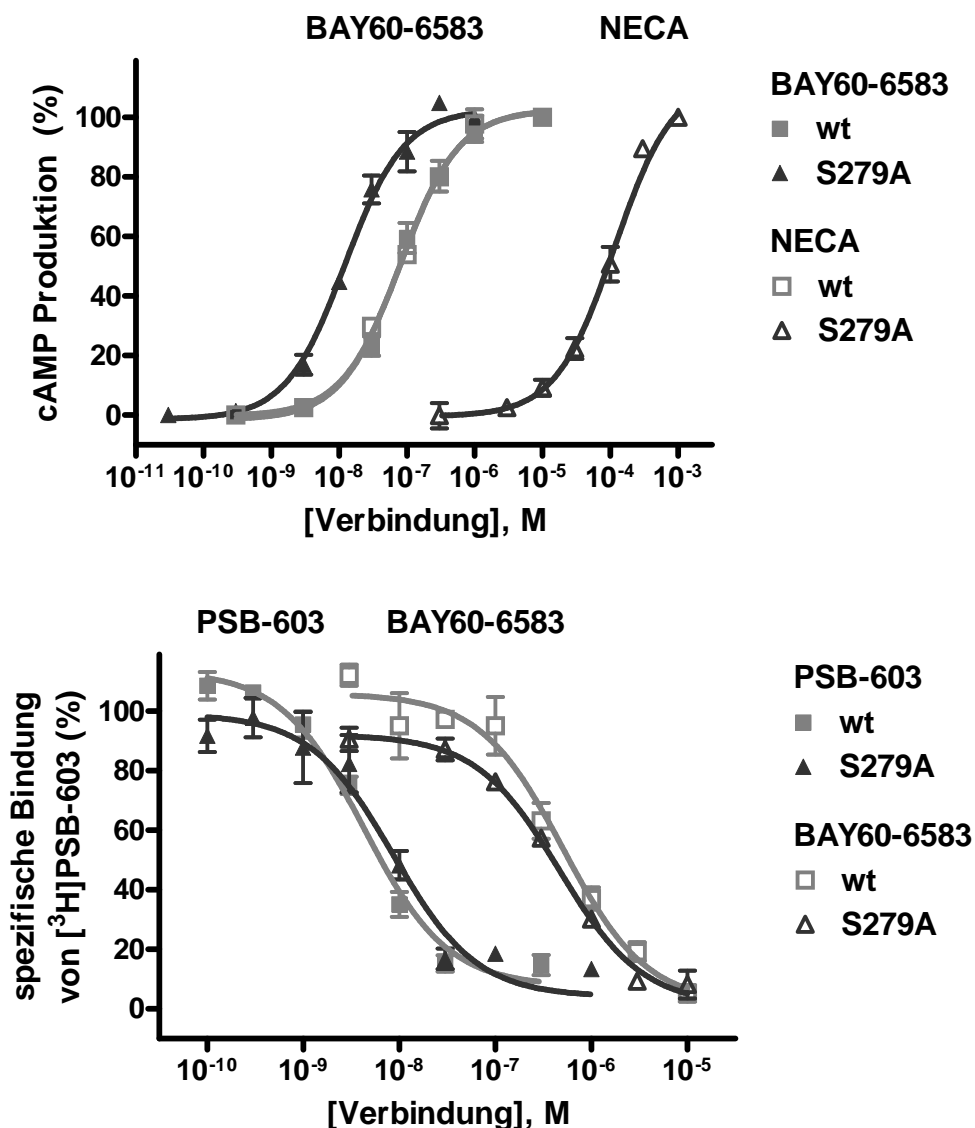 BAY60-6583 NECA
cAMP Produktion (%)
100
80
60
40
20
0
10-11 10-10 10-9 10-8 10-7 10-6 10-5 10-4 10-3
[Verbindung], M
BAY60-6583
wt
S279A
NECA
wt
S279A
PSB-603 BAY60-6583
spezifische Bindung
von [3H]PSB-603 (%)
100
80
60
40
20
0
10-10 10-9 10-8 10-7 10-6 10-5
[Verbindung], M
PSB-603
wt
S279A
BAY60-6583
wt
S279A